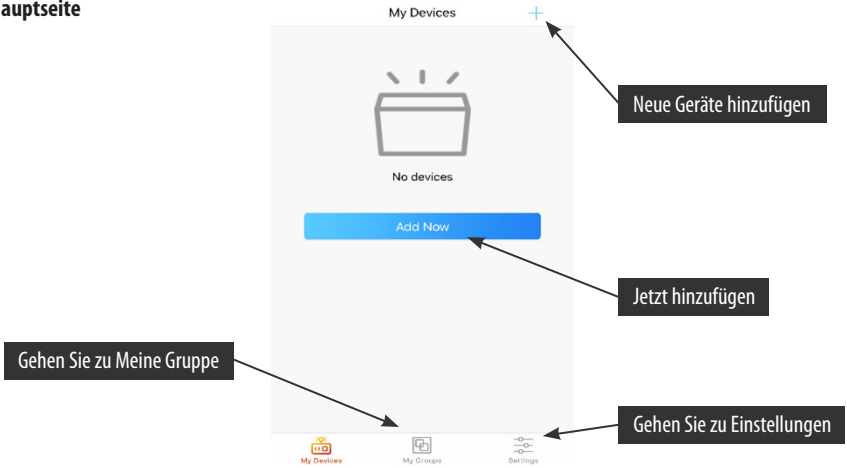 auptseite
My Devices
Neue Geräte hinzufügen
No devices
Add Now
Jetzt hinzufügen
Gehen Sie zu Meine Gruppe
Gehen Sie zu Einstellungen
My Devices
My Groups
Settings